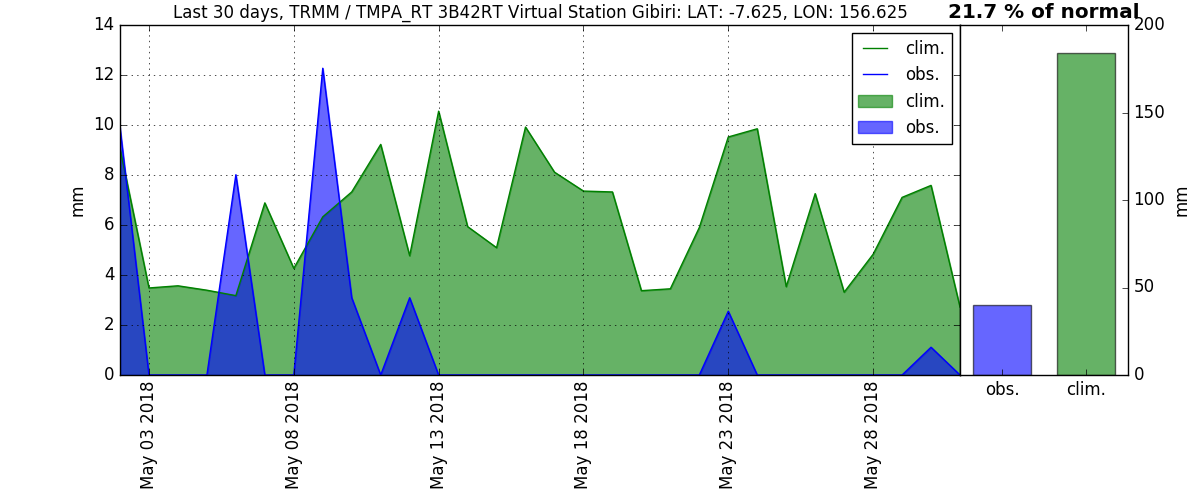 Last 30 days, TRMM / TMPA_RT 3B42RT Virtual Station Gibiri: LAT: -7.625, LON: 156.625
21.7 % of normal
clim.
obs.
clim.
obs.
14
12
10
8
6
4
2
0
mm
May 03 2018
May 08 2018
May 13 2018
May 18 2018
May 23 2018
May 28 2018
200
150
100
50
0
mm
obs.
clim.